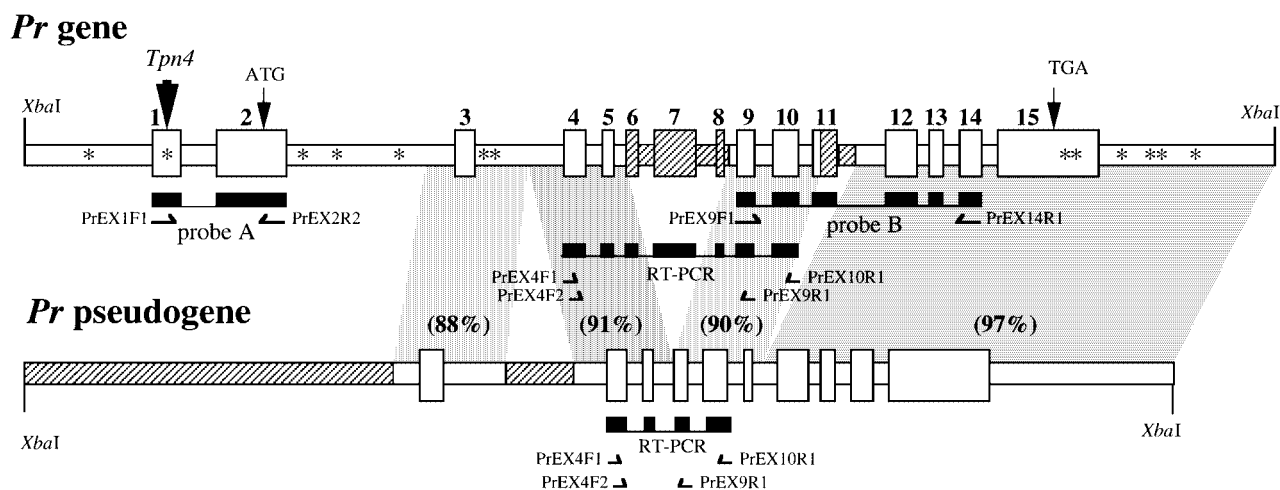 Pr gene
Tpn4
ATG
TGA
XbaI
XbaI
1 2 3 4 5 6 7 8 9 10 11 12 13 14 15
* * * * * ** ** * ** *
PrEX1F1
probe A
PrEX2R2
PrEX9F1
probe B
PrEX14R1
PrEX4F1
RT-PCR
PrEX10R1
PrEX4F2
PrEX9R1
Pr pseudogene
(88%) (91%) (90%) (97%)
XbaI
XbaI
RT-PCR
PrEX4F1
PrEX10R1
PrEX4F2
PrEX9R1